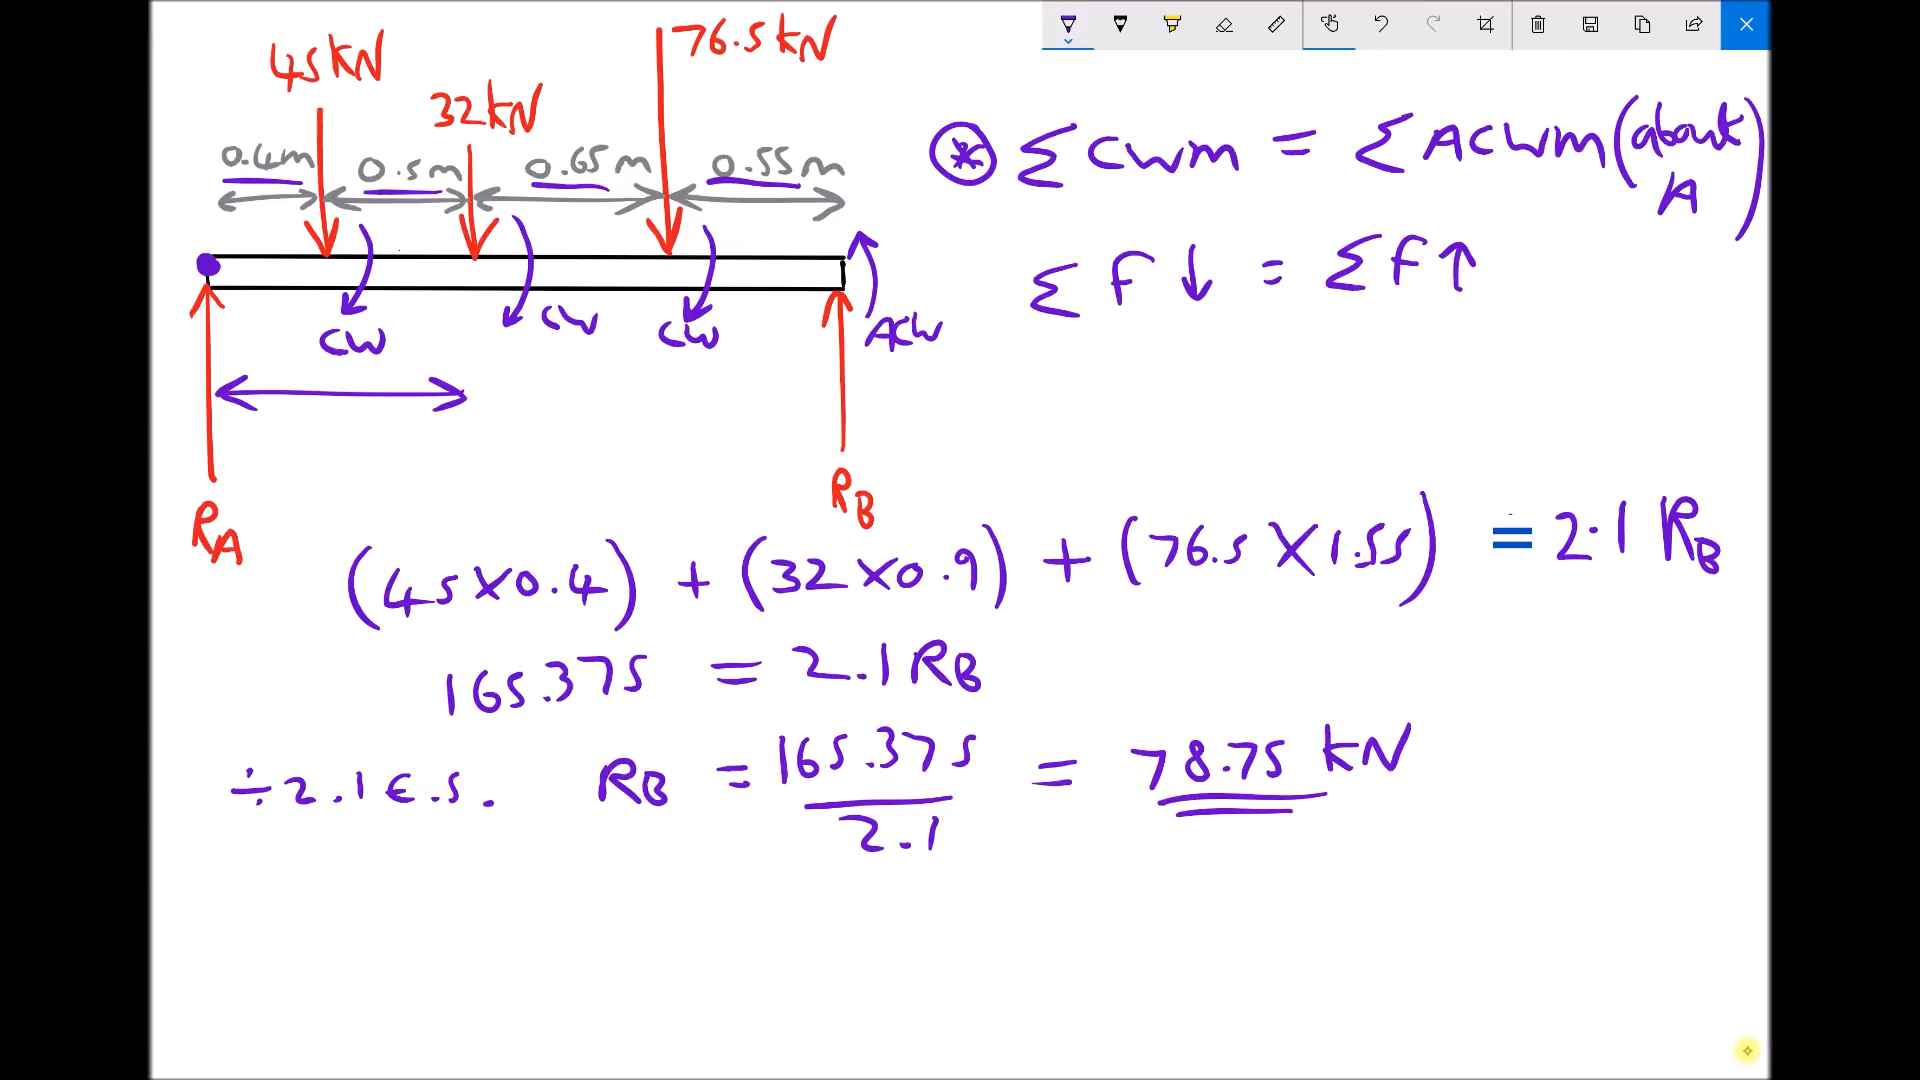 45kN
76.5kN
32kN
0.4m 0.5m 0.65m 0.55m
⊛ Σ CWM = Σ ACWM (about A)
Σ F ↓ = Σ F ↑
CW CW CW ACW
RA
RB
(45×0.4) + (32×0.9) + (76.5×1.55) = 2.1 RB
165.375 = 2.1 RB
÷2.1 E.S. RB = 165.375 / 2.1 = 78.75 kN